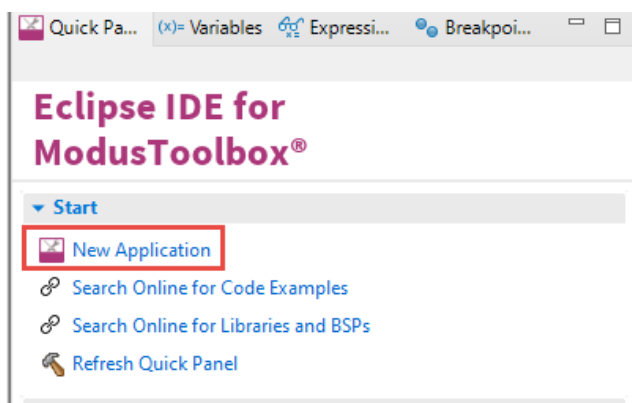 Quick Pa... (x)= Variables Expressi... Breakpoi...
Eclipse IDE for
ModusToolbox®
Start
New Application
Search Online for Code Examples
Search Online for Libraries and BSPs
Refresh Quick Panel